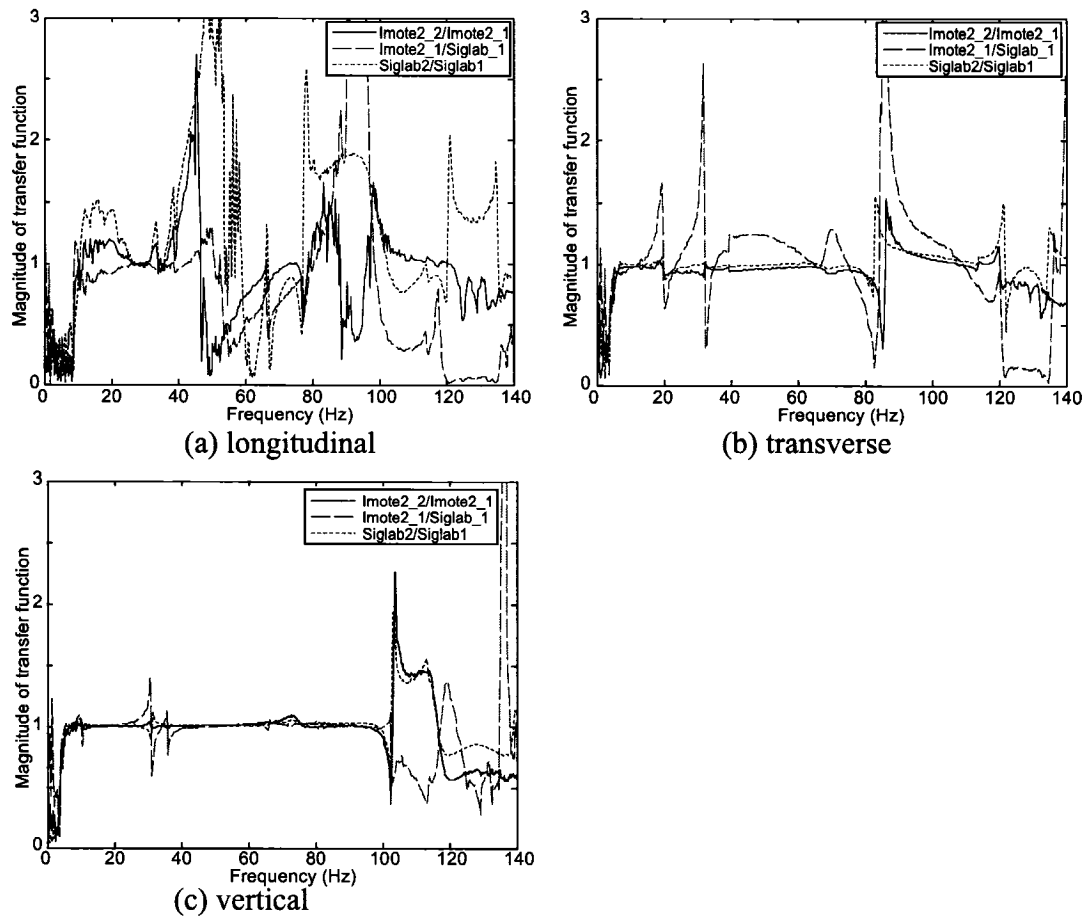 3
2
1
0
Magnitude of transfer function
Imote2_2/Imote2_1
Imote2_1/Siglab_1
Siglab2/Siglab1
0 20 40 60 80 100 120 140
Frequency (Hz)
(a) longitudinal
3
2
1
0
Magnitude of transfer function
Imote2_2/Imote2_1
Imote2_1/Siglab_1
Siglab2/Siglab1
0 20 40 60 80 100 120 140
Frequency (Hz)
(b) transverse
3
2
1
0
Magnitude of transfer function
Imote2_2/Imote2_1
Imote2_1/Siglab_1
Siglab2/Siglab1
0 20 40 60 80 100 120 140
Frequency (Hz)
(c) vertical